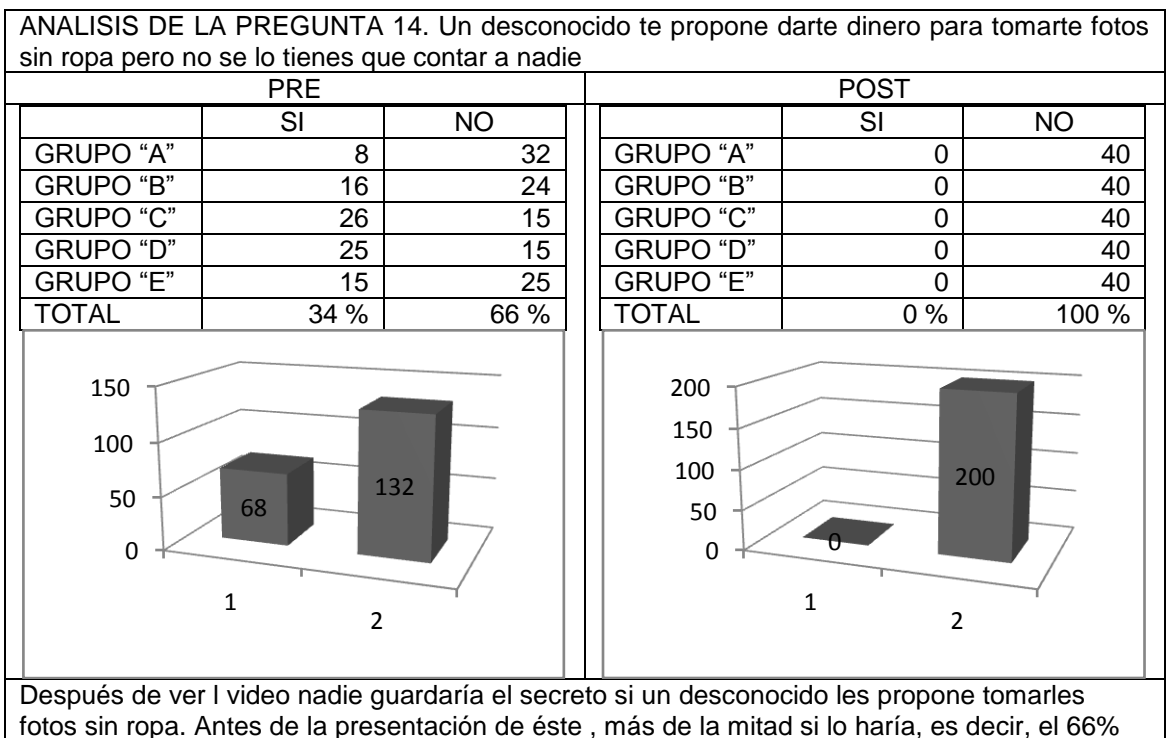 ANALISIS DE LA PREGUNTA 14. Un desconocido te propone darte dinero para tomarte fotos
sin ropa pero no se lo tienes que contar a nadie
PRE POST
SI NO SI NO
GRUPO “A” 8 32 GRUPO “A” 0 40
GRUPO “B” 16 24 GRUPO “B” 0 40
GRUPO “C” 26 15 GRUPO “C” 0 40
GRUPO “D” 25 15 GRUPO “D” 0 40
GRUPO “E” 15 25 GRUPO “E” 0 40
TOTAL 34 % 66 % TOTAL 0 % 100 %
150
100
50
0
68
132
1
2
200
150
100
50
0
0
200
1
2
Después de ver l video nadie guardaría el secreto si un desconocido les propone tomarles
fotos sin ropa. Antes de la presentación de éste , más de la mitad si lo haría, es decir, el 66%